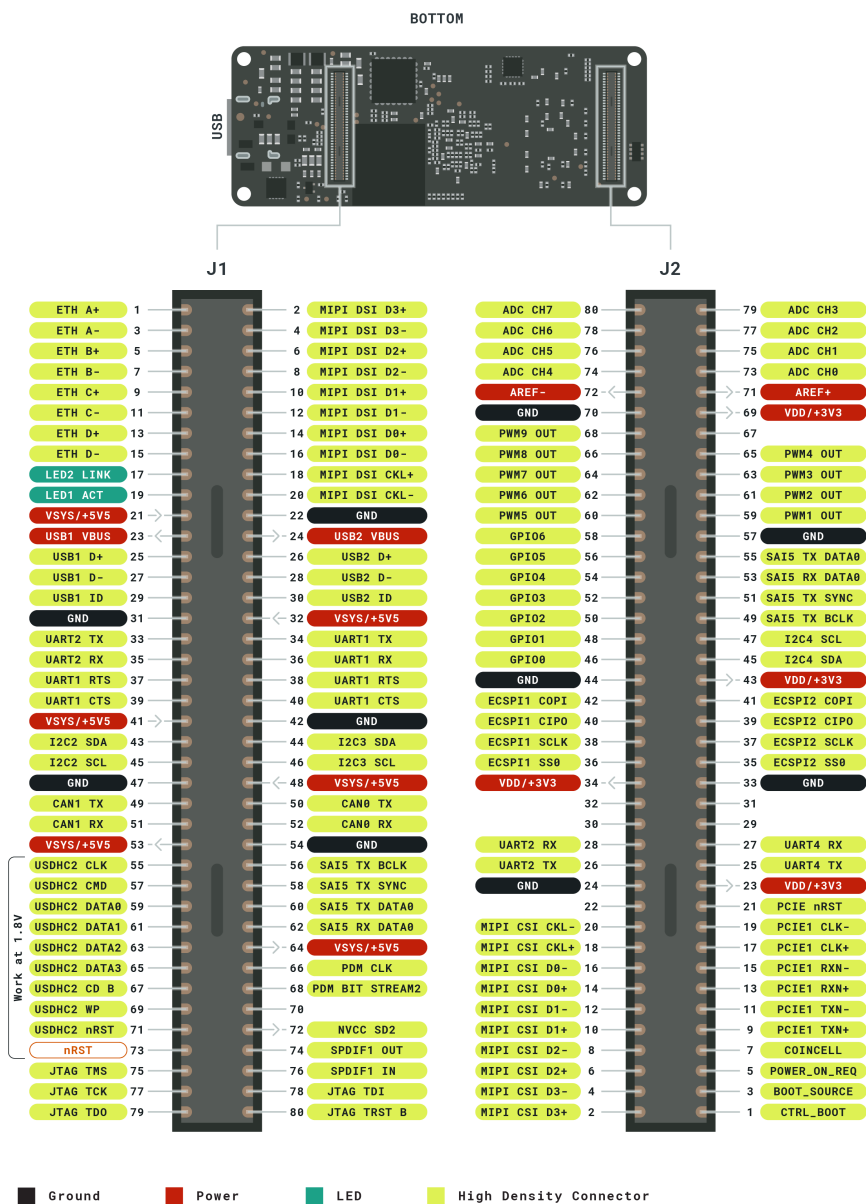 BOTTOM
USB
J1 J2
ETH A+ 1 2 MIPI DSI D3+ ADC CH7 80 79 ADC CH3
ETH A- 3 4 MIPI DSI D3- ADC CH6 78 77 ADC CH2
ETH B+ 5 6 MIPI DSI D2+ ADC CH5 76 75 ADC CH1
ETH B- 7 8 MIPI DSI D2- ADC CH4 74 73 ADC CH0
ETH C+ 9 10 MIPI DSI D1+ AREF- 72 71 AREF+
ETH C- 11 12 MIPI DSI D1- GND 70 69 VDD/+3V3
ETH D+ 13 14 MIPI DSI D0+ PWM9 OUT 68 67
ETH D- 15 16 MIPI DSI D0- PWM8 OUT 66 65 PWM4 OUT
LED2 LINK 17 18 MIPI DSI CKL+ PWM7 OUT 64 63 PWM3 OUT
LED1 ACT 19 20 MIPI DSI CKL- PWM6 OUT 62 61 PWM2 OUT
VSYS/+5V5 21 22 GND PWM5 OUT 60 59 PWM1 OUT
USB1 VBUS 23 24 USB2 VBUS GPIO6 58 57 GND
USB1 D+ 25 26 USB2 D+ GPIO5 56 55 SAI5 TX DATA0
USB1 D- 27 28 USB2 D- GPIO4 54 53 SAI5 RX DATA0
USB1 ID 29 30 USB2 ID GPIO3 52 51 SAI5 TX SYNC
GND 31 32 VSYS/+5V5 GPIO2 50 49 SAI5 TX BCLK
UART2 TX 33 34 UART1 TX GPIO1 48 47 I2C4 SCL
UART2 RX 35 36 UART1 RX GPIO0 46 45 I2C4 SDA
UART1 RTS 37 38 UART1 RTS GND 44 43 VDD/+3V3
UART1 CTS 39 40 UART1 CTS ECSPI1 COPI 42 41 ECSPI2 COPI
VSYS/+5V5 41 42 GND ECSPI1 CIPO 40 39 ECSPI2 CIPO
I2C2 SDA 43 44 I2C3 SDA ECSPI1 SCLK 38 37 ECSPI2 SCLK
I2C2 SCL 45 46 I2C3 SCL ECSPI1 SS0 36 35 ECSPI2 SS0
GND 47 48 VSYS/+5V5 VDD/+3V3 34 33 GND
CAN1 TX 49 50 CAN0 TX 32 31
CAN1 RX 51 52 CAN0 RX 30 29
VSYS/+5V5 53 54 GND UART2 RX 28 27 UART4 RX
USDHC2 CLK 55 56 SAI5 TX BCLK UART2 TX 26 25 UART4 TX
USDHC2 CMD 57 58 SAI5 TX SYNC GND 24 23 VDD/+3V3
USDHC2 DATA0 59 60 SAI5 TX DATA0 22 21 PCIE nRST
USDHC2 DATA1 61 62 SAI5 RX DATA0 MIPI CSI CKL- 20 19 PCIE1 CLK-
USDHC2 DATA2 63 64 VSYS/+5V5 MIPI CSI CKL+ 18 17 PCIE1 CLK+
USDHC2 DATA3 65 66 PDM CLK MIPI CSI D0- 16 15 PCIE1 RXN-
USDHC2 CD B 67 68 PDM BIT STREAM2 MIPI CSI D0+ 14 13 PCIE1 RXN+
USDHC2 WP 69 70 MIPI CSI D1- 12 11 PCIE1 TXN-
USDHC2 nRST 71 72 NVCC SD2 MIPI CSI D1+ 10 9 PCIE1 TXN+
nRST 73 74 SPDIF1 OUT MIPI CSI D2- 8 7 COINCELL
JTAG TMS 75 76 SPDIF1 IN MIPI CSI D2+ 6 5 POWER_ON_REQ
JTAG TCK 77 78 JTAG TDI MIPI CSI D3- 4 3 BOOT_SOURCE
JTAG TDO 79 80 JTAG TRST B MIPI CSI D3+ 2 1 CTRL_BOOT
Work at 1.8V
Ground Power LED High Density Connector